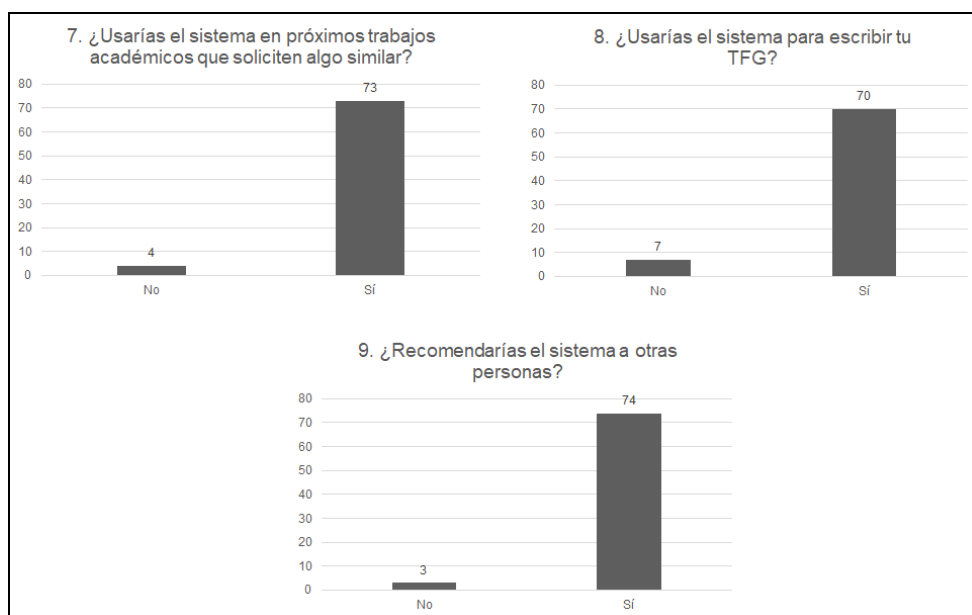 7. ¿Usarías el sistema en próximos trabajos
académicos que soliciten algo similar?
80
70
60
50
40
30
20
10
0
4
73
No
Sí
8. ¿Usarías el sistema para escribir tu
TFG?
80
70
60
50
40
30
20
10
0
7
70
No
Sí
9. ¿Recomendarías el sistema a otras
personas?
80
70
60
50
40
30
20
10
0
3
74
No
Sí